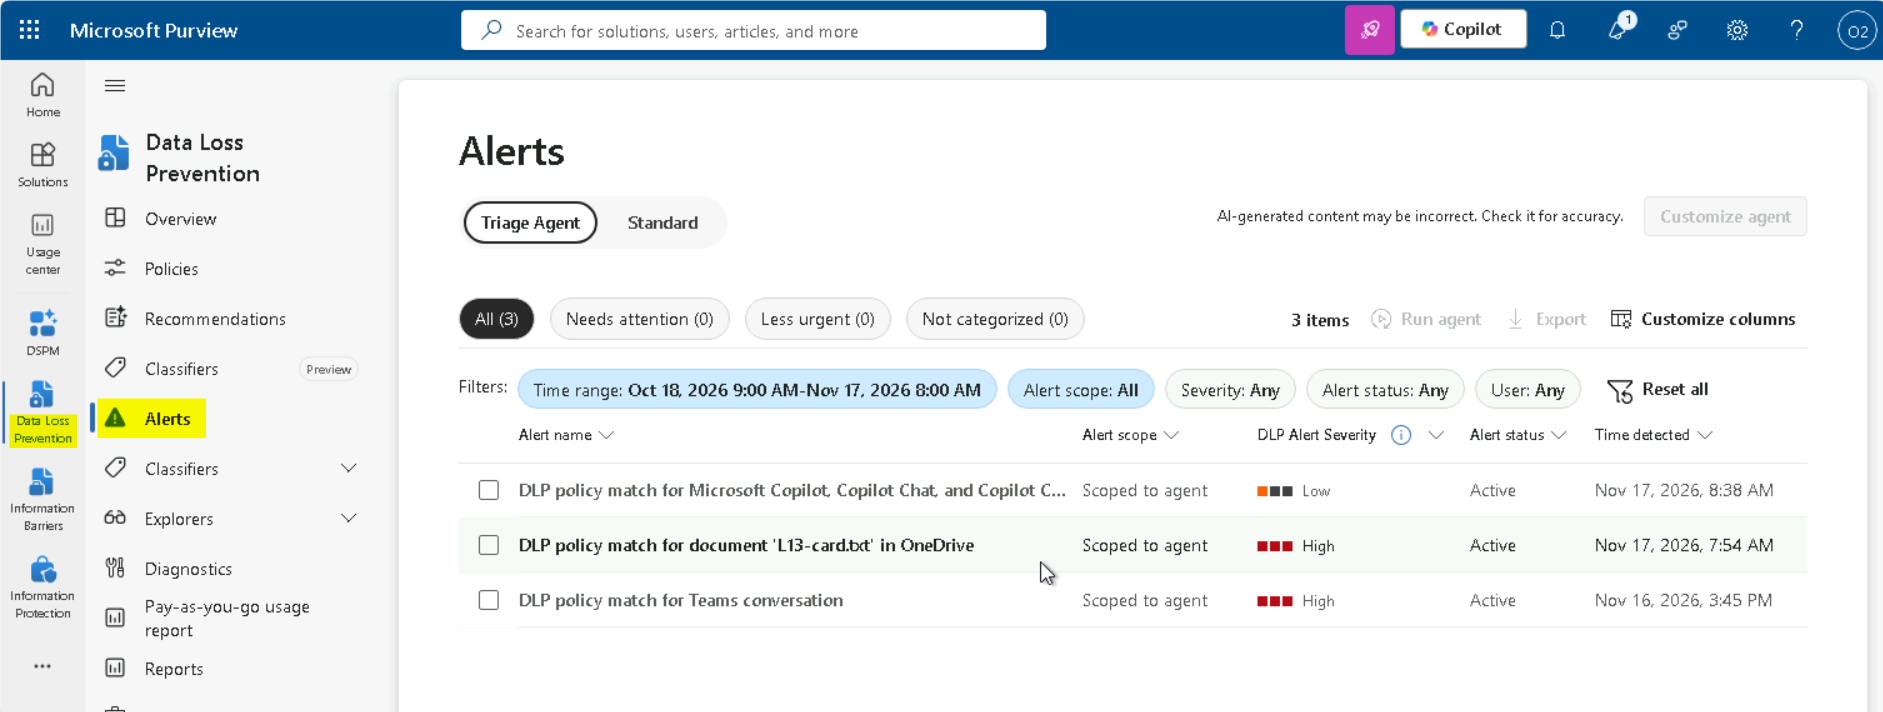 Microsoft Purview
Search for solutions, users, articles, and more
Copilot
1
O2
Home
Solutions
Usage
center
DSPM
Data Loss
Prevention
Information
Barriers
Information
Protection
Data Loss
Prevention
Overview
Policies
Recommendations
Classifiers Preview
Alerts
Classifiers
Explorers
Diagnostics
Pay-as-you-go usage
report
Reports
Alerts
Triage Agent Standard
AI-generated content may be incorrect. Check it for accuracy. Customize agent
All (3) Needs attention (0) Less urgent (0) Not categorized (0) 3 items Run agent Export Customize columns
Filters: Time range: Oct 18, 2026 9:00 AM-Nov 17, 2026 8:00 AM Alert scope: All Severity: Any Alert status: Any User: Any Reset all
Alert name Alert scope DLP Alert Severity Alert status Time detected
DLP policy match for Microsoft Copilot, Copilot Chat, and Copilot C... Scoped to agent Low Active Nov 17, 2026, 8:38 AM
DLP policy match for document 'L13-card.txt' in OneDrive Scoped to agent High Active Nov 17, 2026, 7:54 AM
DLP policy match for Teams conversation Scoped to agent High Active Nov 16, 2026, 3:45 PM